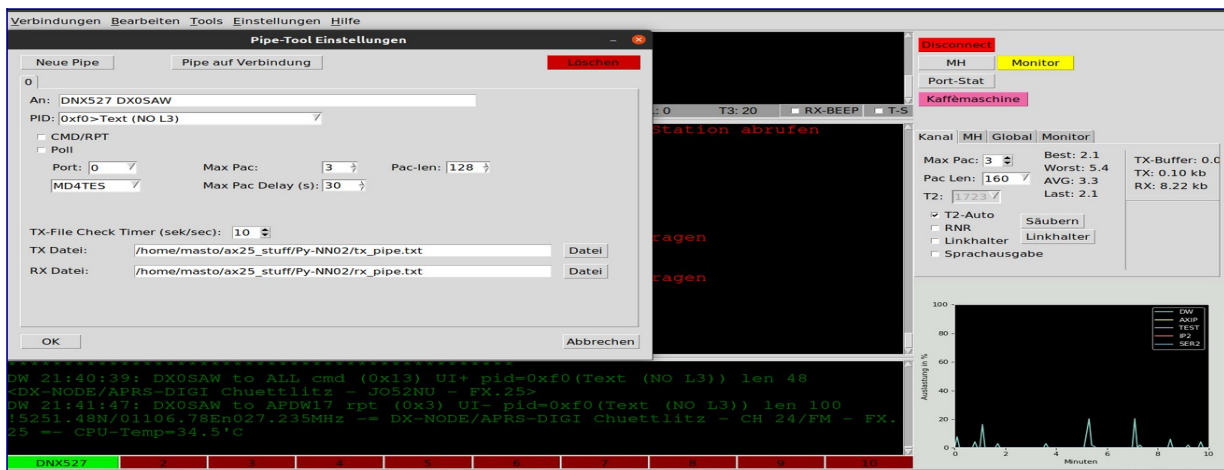 Verbindungen Bearbeiten Tools Einstellungen Hilfe
Pipe-Tool Einstellungen
Neue Pipe Pipe auf Verbindung Löschen
0
An: DNX527 DX0SAW
PID: 0xf0>Text (NO L3)
CMD/RPT
Poll
Port: 0 Max Pac: 3 Pac-len: 128
MD4TES Max Pac Delay (s): 30
TX-File Check Timer (sek/sec): 10
TX Datei: /home/masto/ax25_stuff/Py-NN02/tx_pipe.txt Datei
RX Datei: /home/masto/ax25_stuff/Py-NN02/rx_pipe.txt Datei
OK Abbrechen
: 0 T3: 20 RX-BEEP T-S
Station abrufen
ragen
ragen
DW 21:40:39: DX0SAW to ALL cmd (0x13) UI+ pid=0xf0(Text (NO L3)) len 48
<DX-NODE/APRS-DIGI Chuettlitz - JO52NU - FX.25>
DW 21:41:47: DX0SAW to APDW17 rpt (0x3) UI- pid=0xf0(Text (NO L3)) len 100
!5251.48N/01106.78En027.235MHz -= DX-NODE/APRS-DIGI Chuettlitz - CH 24/FM - FX.
25 =- CPU-Temp=34.5'C
DNX527 2 3 4 5 6 7 8 9 10
Disconnect
MH Monitor
Port-Stat
Kaffèmaschine
Kanal MH Global Monitor
Max Pac: 3
Pac Len: 160
T2: 1723
Best: 2.1
Worst: 5.4
AVG: 3.3
Last: 2.1
TX-Buffer: 0.0
TX: 0.10 kb
RX: 8.22 kb
T2-Auto
RNR
Linkhalter
Sprachausgabe
Säubern
Linkhalter
100
80
60
40
20
0
Auslastung in %
DW
AXIP
TEST
IP2
SER2
0 2 4 6 8 10
Minuten